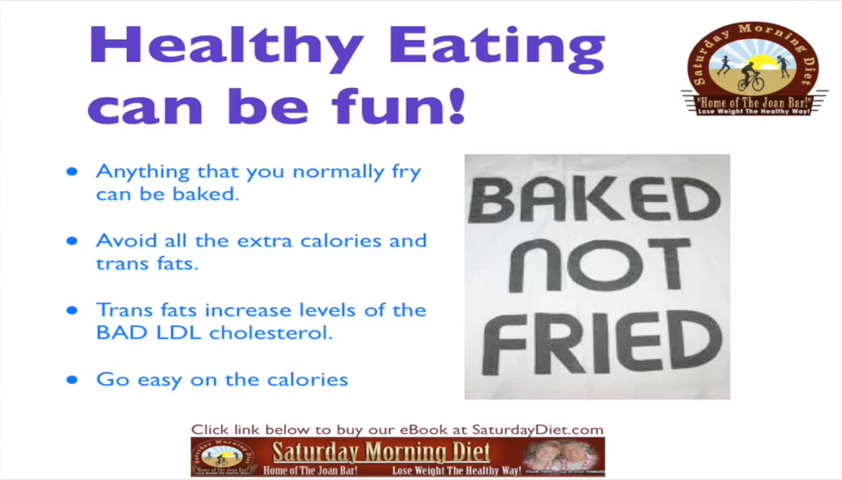 Healthy Eating
can be fun!
Saturday Morning Diet
"Home of The Joan Bar!"
Lose Weight The Healthy Way!
• Anything that you normally fry
can be baked.
• Avoid all the extra calories and
trans fats.
• Trans fats increase levels of the
BAD LDL cholesterol.
• Go easy on the calories
BAKED
NOT
FRIED
Click link below to buy our eBook at SaturdayDiet.com
Saturday Morning Diet
Home of The Joan Bar!
Lose Weight The Healthy Way!